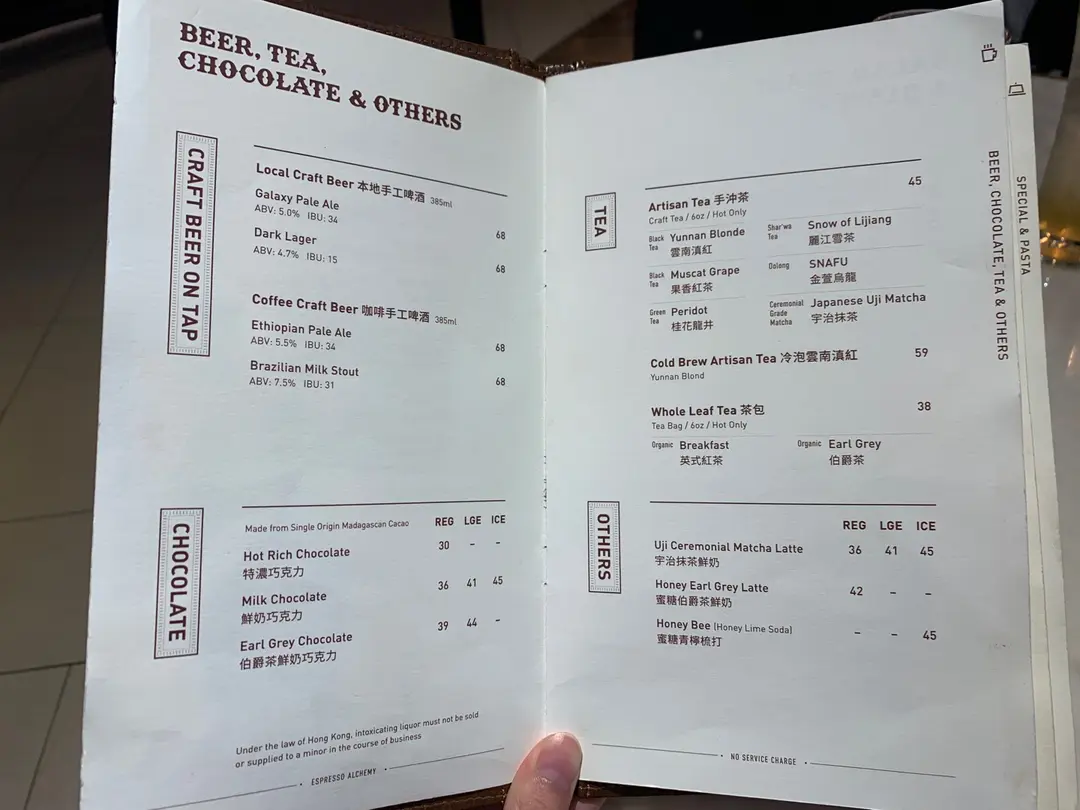 BEER, TEA,
CHOCOLATE & OTHERS
CRAFT BEER ON TAP
Local Craft Beer 本地手工啤酒 385ml
Galaxy Pale Ale 68
ABV: 5.0% IBU: 34
Dark Lager 68
ABV: 4.7% IBU: 15
Coffee Craft Beer 咖啡手工啤酒 385ml
Ethiopian Pale Ale 68
ABV: 5.5% IBU: 34
Brazilian Milk Stout 68
ABV: 7.5% IBU: 31
CHOCOLATE
Made from Single Origin Madagascan Cacao REG LGE ICE
Hot Rich Chocolate 30 – –
特濃巧克力
Milk Chocolate 36 41 45
鮮奶巧克力
Earl Grey Chocolate 39 44 –
伯爵茶鮮奶巧克力
Under the law of Hong Kong, intoxicating liquor must not be sold
or supplied to a minor in the course of business
• ESPRESSO ALCHEMY •
TEA
Artisan Tea 手沖茶 45
Craft Tea / 6oz / Hot Only
Black Tea Yunnan Blonde
雲南滇紅
Shar'wa Tea Snow of Lijiang
麗江雪茶
Black Tea Muscat Grape
果香紅茶
Oolong SNAFU
金萱烏龍
Green Tea Peridot
桂花龍井
Ceremonial Grade Matcha Japanese Uji Matcha
宇治抹茶
Cold Brew Artisan Tea 冷泡雲南滇紅 59
Yunnan Blond
Whole Leaf Tea 茶包 38
Tea Bag / 6oz / Hot Only
Organic Breakfast
英式紅茶
Organic Earl Grey
伯爵茶
OTHERS
REG LGE ICE
Uji Ceremonial Matcha Latte 36 41 45
宇治抹茶鮮奶
Honey Earl Grey Latte 42 – –
蜜糖伯爵茶鮮奶
Honey Bee (Honey Lime Soda) – – 45
蜜糖青檸梳打
• NO SERVICE CHARGE •
BEER, CHOCOLATE, TEA & OTHERS
SPECIAL & PASTA